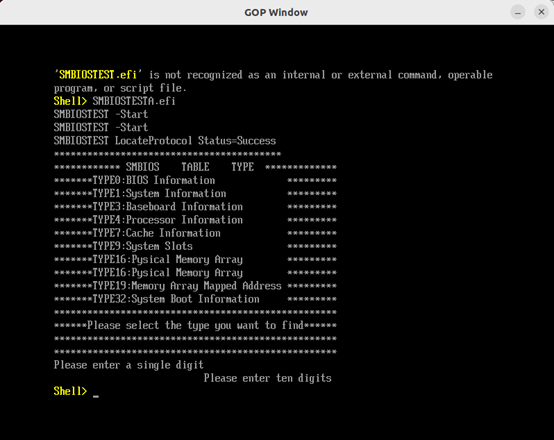 GOP Window
'SMBIOSTEST.efi' is not recognized as an internal or external command, operable
program, or script file.
Shell> SMBIOSTESTA.efi
SMBIOSTEST -Start
SMBIOSTEST -Start
SMBIOSTEST LocateProtocol Status=Success
*****************************************
************ SMBIOS    TABLE    TYPE  *************
*******TYPE0:BIOS Information             *********
*******TYPE1:System Information           *********
*******TYPE3:Baseboard Information        *********
*******TYPE4:Processor Information        *********
*******TYPE7:Cache Information            *********
*******TYPE9:System Slots                 *********
*******TYPE16:Pysical Memory Array        *********
*******TYPE16:Pysical Memory Array        *********
*******TYPE19:Memory Array Mapped Address *********
*******TYPE32:System Boot Information     *********
***************************************************
******Please select the type you want to find******
***************************************************
***************************************************
Please enter a single digit
Please enter ten digits
Shell> _